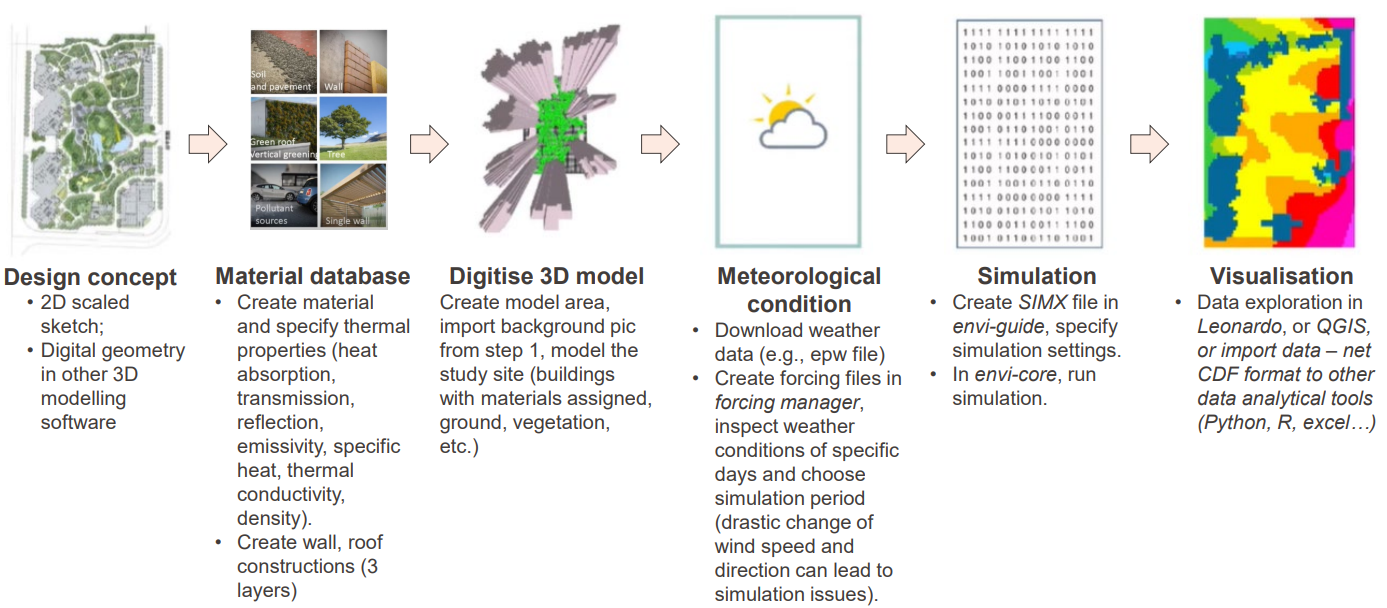 Soil
and pavement
Wall
Green roof
Vertical greening
Tree
Pollutant
sources
Single wall
Design concept
• 2D scaled
sketch;
• Digital geometry
in other 3D
modelling
software
Material database
• Create material
and specify thermal
properties (heat
absorption,
transmission,
reflection,
emissivity, specific
heat, thermal
conductivity,
density).
• Create wall, roof
constructions (3
layers)
Digitise 3D model
Create model area,
import background pic
from step 1, model the
study site (buildings
with materials assigned,
ground, vegetation,
etc.)
Meteorological
condition
• Download weather
data (e.g., epw file)
• Create forcing files in
forcing manager,
inspect weather
conditions of specific
days and choose
simulation period
(drastic change of
wind speed and
direction can lead to
simulation issues).
Simulation
• Create SIMX file in
envi-guide, specify
simulation settings.
• In envi-core, run
simulation.
Visualisation
• Data exploration in
Leonardo, or QGIS,
or import data – net
CDF format to other
data analytical tools
(Python, R, excel…)